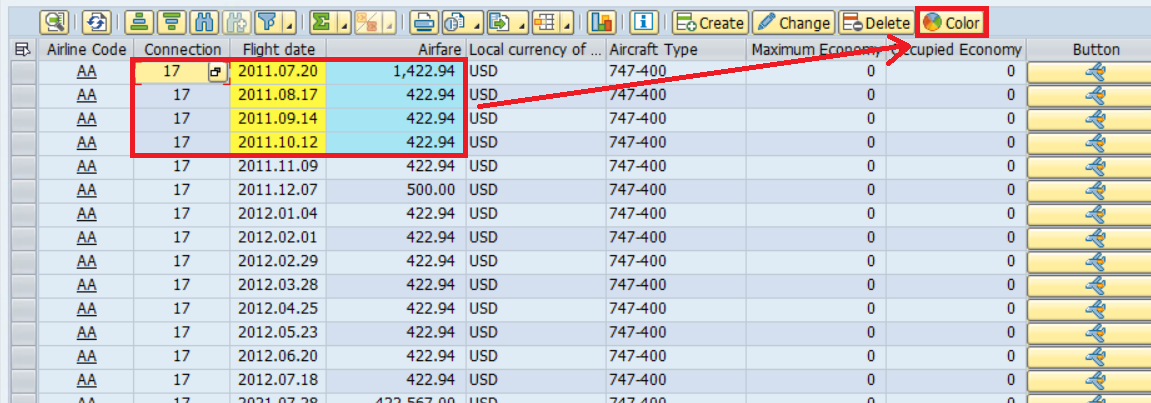 Create Change Delete Color
Airline Code Connection Flight date Airfare Local currency of ... Aircraft Type Maximum Economy Occupied Economy Button
AA 17 2011.07.20 1,422.94 USD 747-400 0 0
AA 17 2011.08.17 422.94 USD 747-400 0 0
AA 17 2011.09.14 422.94 USD 747-400 0 0
AA 17 2011.10.12 422.94 USD 747-400 0 0
AA 17 2011.11.09 422.94 USD 747-400 0 0
AA 17 2011.12.07 500.00 USD 747-400 0 0
AA 17 2012.01.04 422.94 USD 747-400 0 0
AA 17 2012.02.01 422.94 USD 747-400 0 0
AA 17 2012.02.29 422.94 USD 747-400 0 0
AA 17 2012.03.28 422.94 USD 747-400 0 0
AA 17 2012.04.25 422.94 USD 747-400 0 0
AA 17 2012.05.23 422.94 USD 747-400 0 0
AA 17 2012.06.20 422.94 USD 747-400 0 0
AA 17 2012.07.18 422.94 USD 747-400 0 0
AA 17 2021.07.28 422,567.00 USD 747-400 0 0